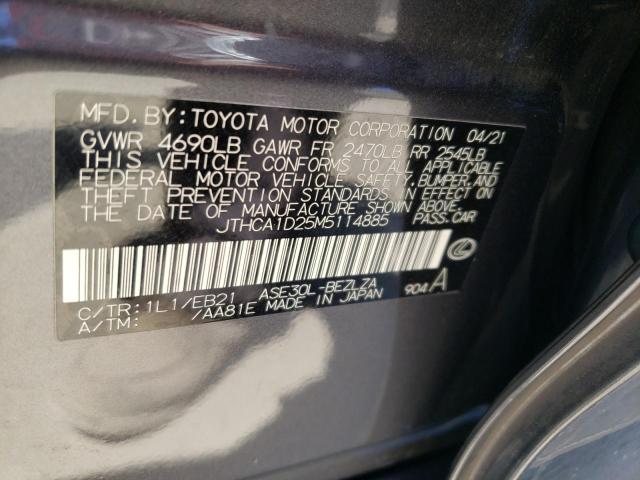 MFD. BY: TOYOTA MOTOR CORPORATION 04/21
GVWR 4690LB GAWR FR 2470LB RR 2545LB
THIS VEHICLE CONFORMS TO ALL APPLICABLE
FEDERAL MOTOR VEHICLE SAFETY, BUMPER, AND
THEFT PREVENTION STANDARDS IN EFFECT ON
THE DATE OF MANUFACTURE SHOWN ABOVE.
JTHCA1D25M5114885 PASS.CAR
C/TR: 1L1/EB21 ASE30L-BEZLZA
A/TM: /AA81E MADE IN JAPAN 904 A